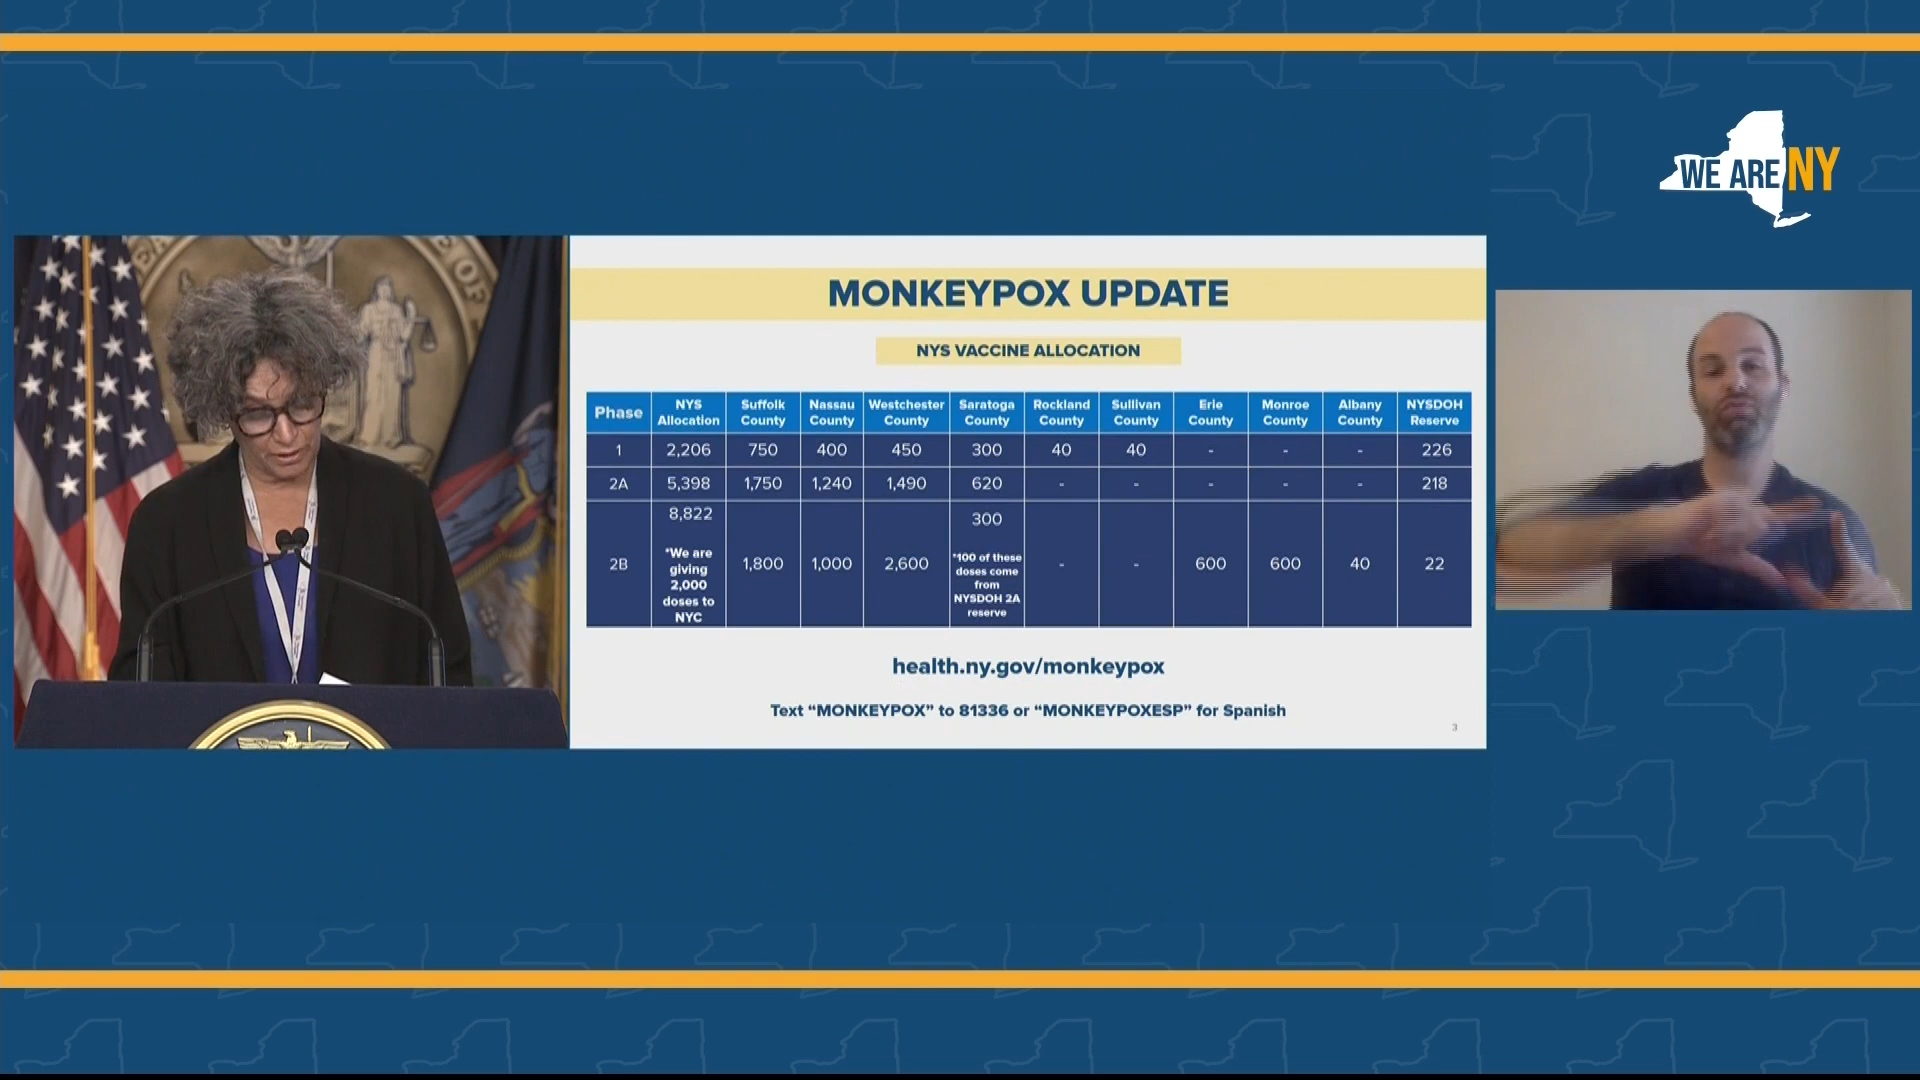 WE ARE NY
MONKEYPOX UPDATE
NYS VACCINE ALLOCATION
Phase NYS Allocation Suffolk County Nassau County Westchester County Saratoga County Rockland County Sullivan County Erie County Monroe County Albany County NYSDOH Reserve
1 2,206 750 400 450 300 40 40 - - - 226
2A 5,398 1,750 1,240 1,490 620 - - - - - 218
2B 8,822 *We are giving 2,000 doses to NYC 1,800 1,000 2,600 300 *100 of these doses come from NYSDOH 2A reserve - - 600 600 40 22
health.ny.gov/monkeypox
Text “MONKEYPOX” to 81336 or “MONKEYPOXESP” for Spanish
3